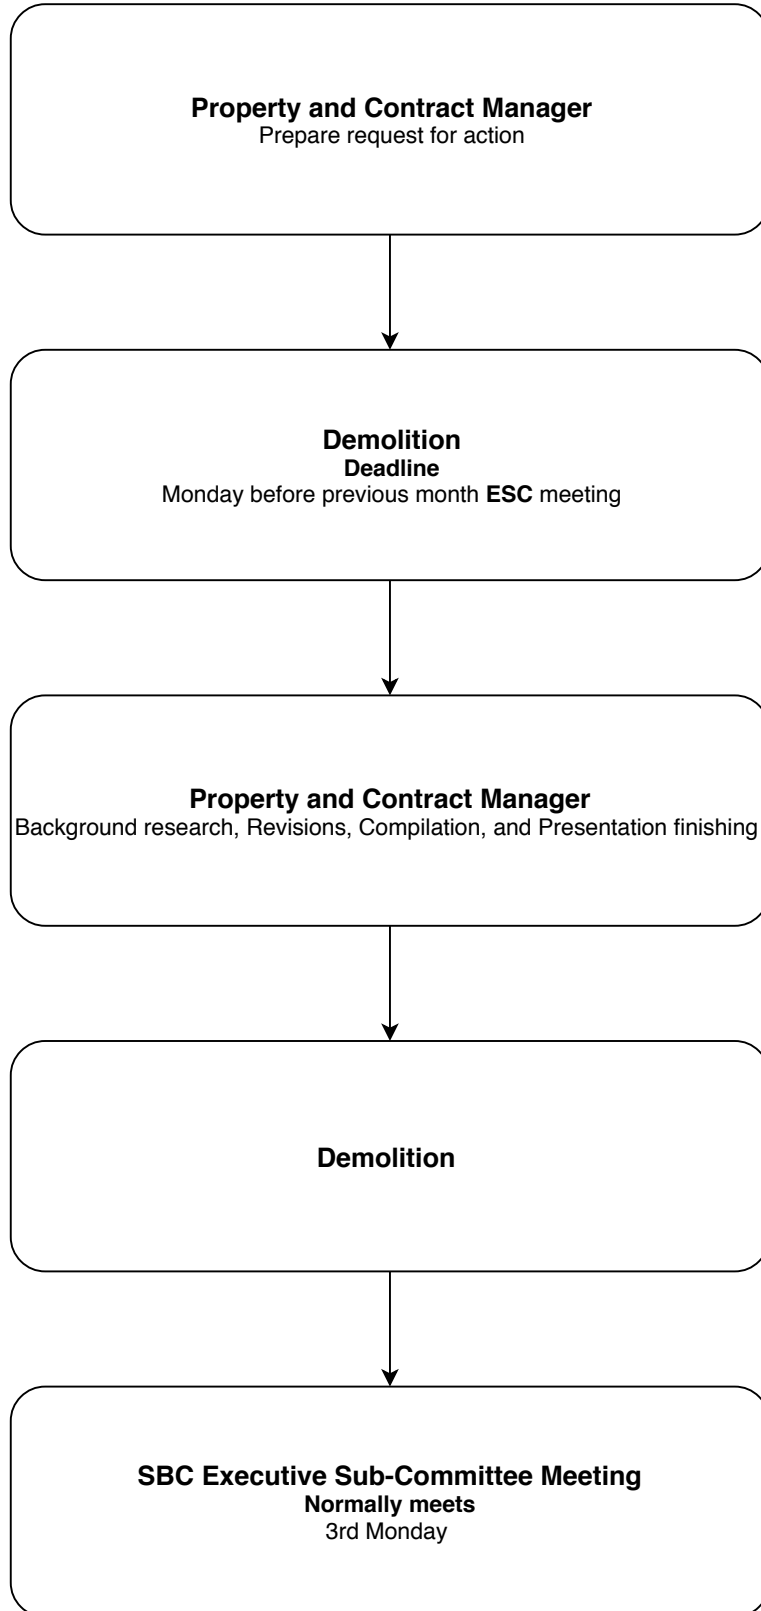 Property and Contract Manager
Prepare request for action
Demolition
Deadline
Monday before previous month ESC meeting
Property and Contract Manager
Background research, Revisions, Compilation, and Presentation finishing
Demolition
SBC Executive Sub-Committee Meeting
Normally meets
3rd Monday